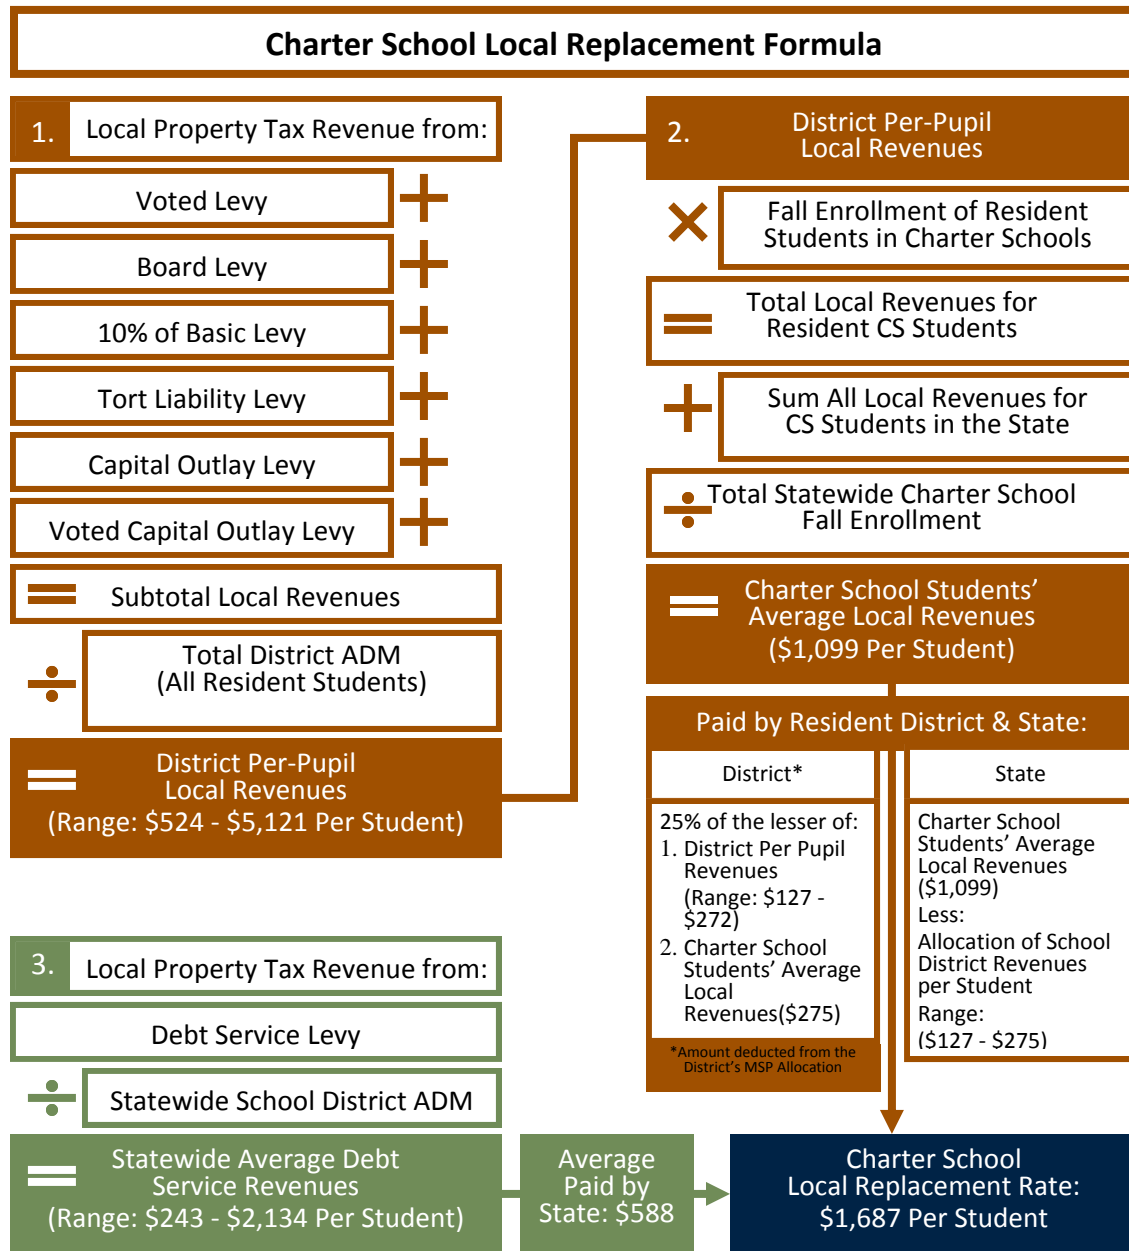 Charter School Local Replacement Formula
1. Local Property Tax Revenue from:
Voted Levy +
Board Levy +
10% of Basic Levy +
Tort Liability Levy +
Capital Outlay Levy +
Voted Capital Outlay Levy +
= Subtotal Local Revenues
÷ Total District ADM
(All Resident Students)
= District Per-Pupil
Local Revenues
(Range: $524 - $5,121 Per Student)
2. District Per-Pupil
Local Revenues
× Fall Enrollment of Resident
Students in Charter Schools
= Total Local Revenues for
Resident CS Students
+ Sum All Local Revenues for
CS Students in the State
÷ Total Statewide Charter School
Fall Enrollment
= Charter School Students’
Average Local Revenues
($1,099 Per Student)
Paid by Resident District & State:
District*
25% of the lesser of:
1. District Per Pupil
Revenues
(Range: $127 -
$272)
2. Charter School
Students’ Average
Local
Revenues($275)
*Amount deducted from the
District’s MSP Allocation
State
Charter School
Students’ Average
Local Revenues
($1,099)
Less:
Allocation of School
District Revenues
per Student
Range:
($127 - $275)
3. Local Property Tax Revenue from:
Debt Service Levy
÷ Statewide School District ADM
= Statewide Average Debt
Service Revenues
(Range: $243 - $2,134 Per Student)
Average
Paid by
State: $588
Charter School
Local Replacement Rate:
$1,687 Per Student